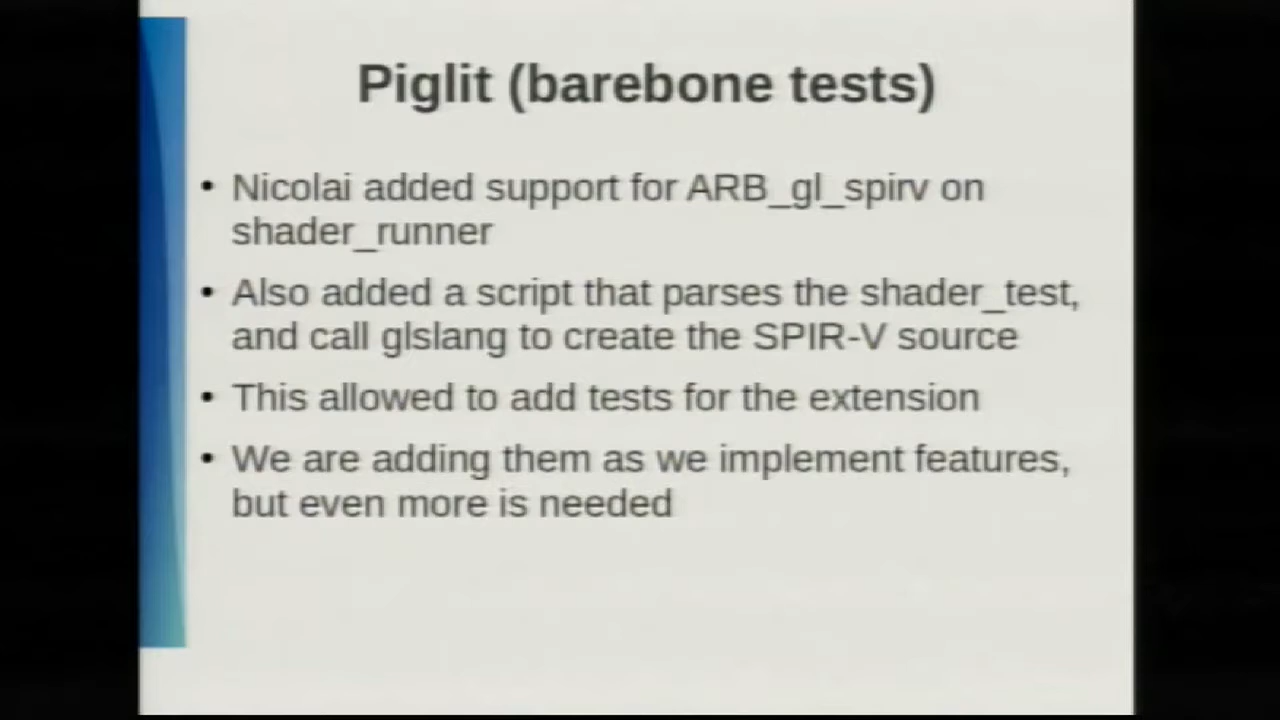 Piglit (barebone tests)
• Nicolai added support for ARB_gl_spirv on
shader_runner
• Also added a script that parses the shader_test,
and call glslang to create the SPIR-V source
• This allowed to add tests for the extension
• We are adding them as we implement features,
but even more is needed